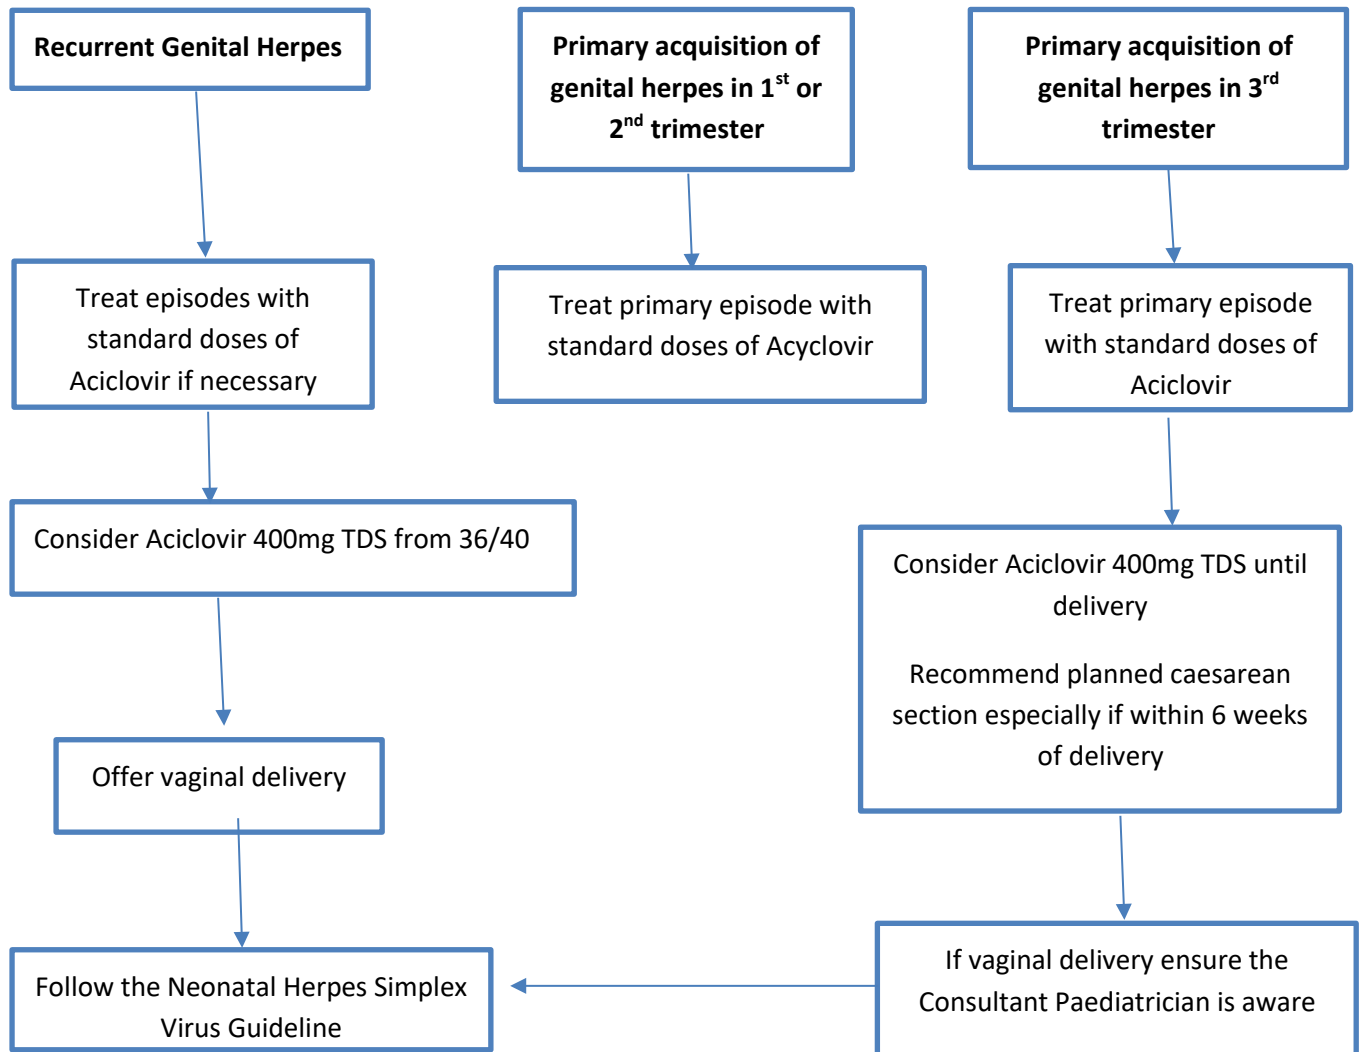 Recurrent Genital Herpes
Primary acquisition of
genital herpes in 1st or
2nd trimester
Primary acquisition of
genital herpes in 3rd
trimester
Treat episodes with
standard doses of
Aciclovir if necessary
Treat primary episode with
standard doses of Acyclovir
Treat primary episode
with standard doses of
Aciclovir
Consider Aciclovir 400mg TDS from 36/40
Consider Aciclovir 400mg TDS until
delivery
Recommend planned caesarean
section especially if within 6 weeks
of delivery
Offer vaginal delivery
Follow the Neonatal Herpes Simplex
Virus Guideline
If vaginal delivery ensure the
Consultant Paediatrician is aware